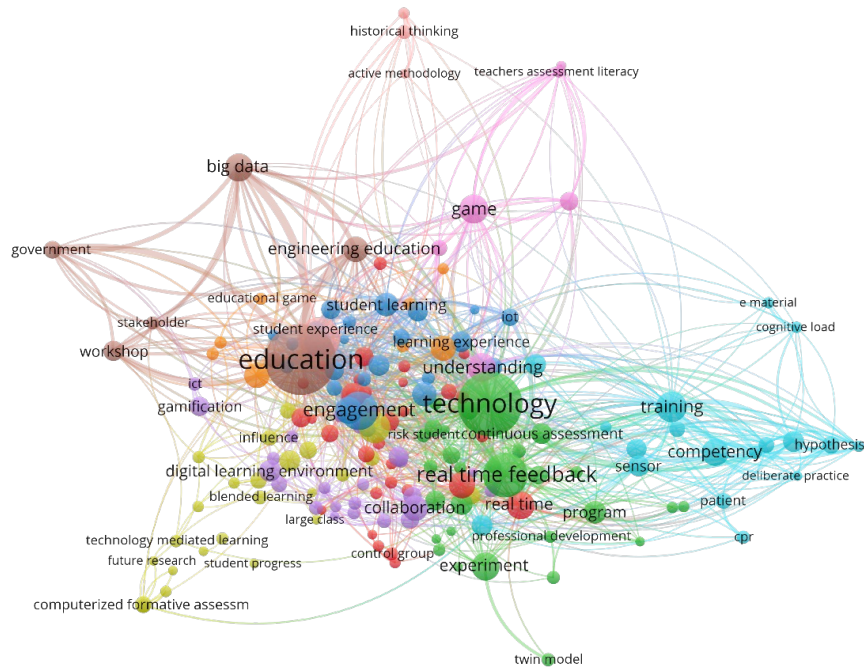 historical thinking
active methodology
teachers assessment literacy
big data
game
government
engineering education
educational game
student learning
e material
stakeholder
student experience
iot
cognitive load
workshop
education
learning experience
understanding
ict
gamification
engagement
technology
training
influence
risk student
continuous assessment
hypothesis
digital learning environment
real time feedback
sensor
competency
deliberate practice
blended learning
collaboration
real time
patient
large class
program
technology mediated learning
professional development
cpr
future research
student progress
control group
experiment
computerized formative assessm
twin model